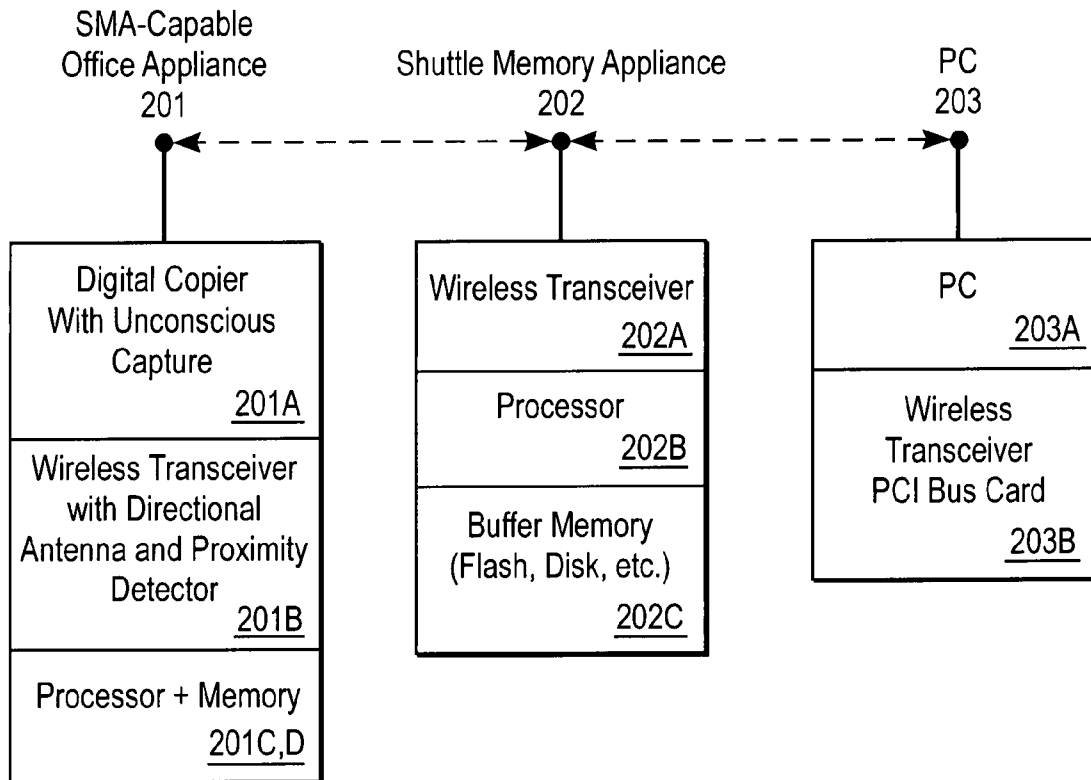 SMA-Capable
Office Appliance
201
Shuttle Memory Appliance
202
PC
203
Digital Copier
With Unconscious
Capture
201A
Wireless Transceiver
with Directional
Antenna and Proximity
Detector
201B
Processor + Memory
201C,D
Wireless Transceiver
202A
Processor
202B
Buffer Memory
(Flash, Disk, etc.)
202C
PC
203A
Wireless
Transceiver
PCI Bus Card
203B